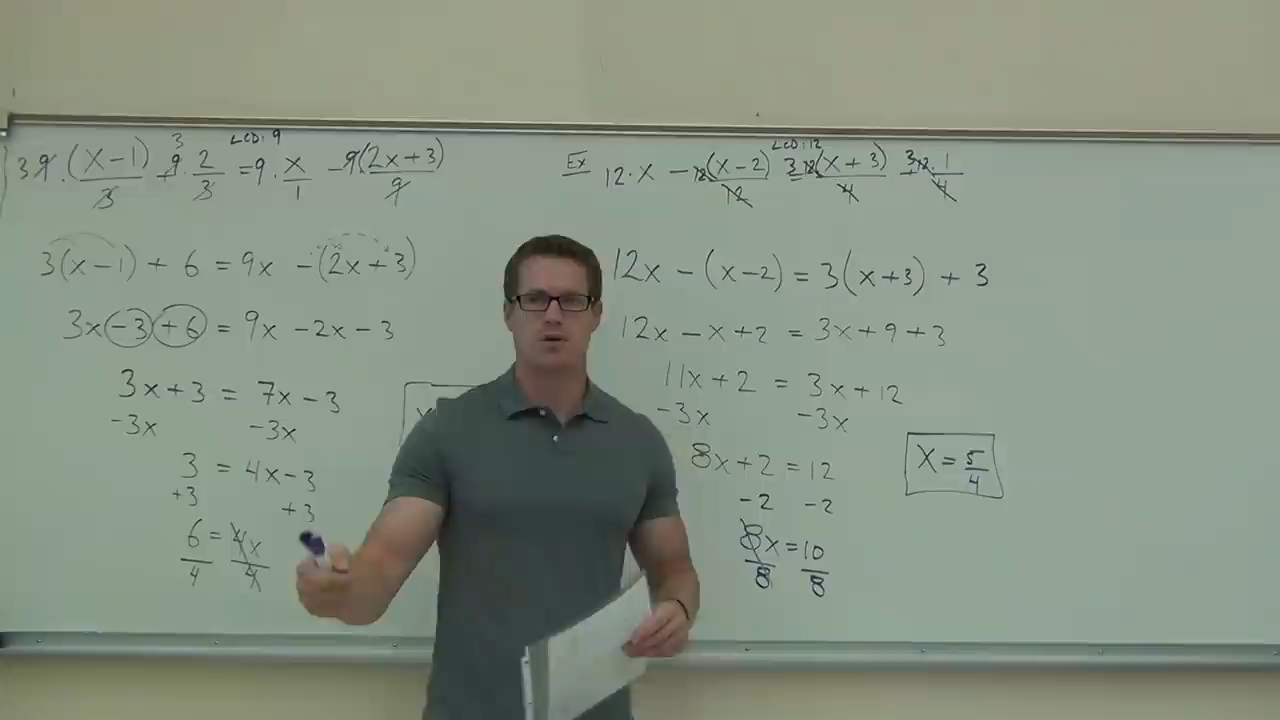 LCD: 9
3 9·(x-1)/3 + 3 9·2/3 = 9·x/1 - 9(2x+3)/9
3(x-1) + 6 = 9x - (2x+3)
3x -3 +6 = 9x -2x -3
3x+3 = 7x-3
-3x -3x
3 = 4x-3
+3 +3
6 = 4x
4 4
LCD: 12
Ex 12·x - 12(x-2)/12 = 3 12(x+3)/4 + 3 12·1/4
12x - (x-2) = 3(x+3) + 3
12x - x + 2 = 3x + 9 + 3
11x + 2 = 3x + 12
-3x -3x
8x + 2 = 12
-2 -2
8x = 10
8 8
x = 5/4